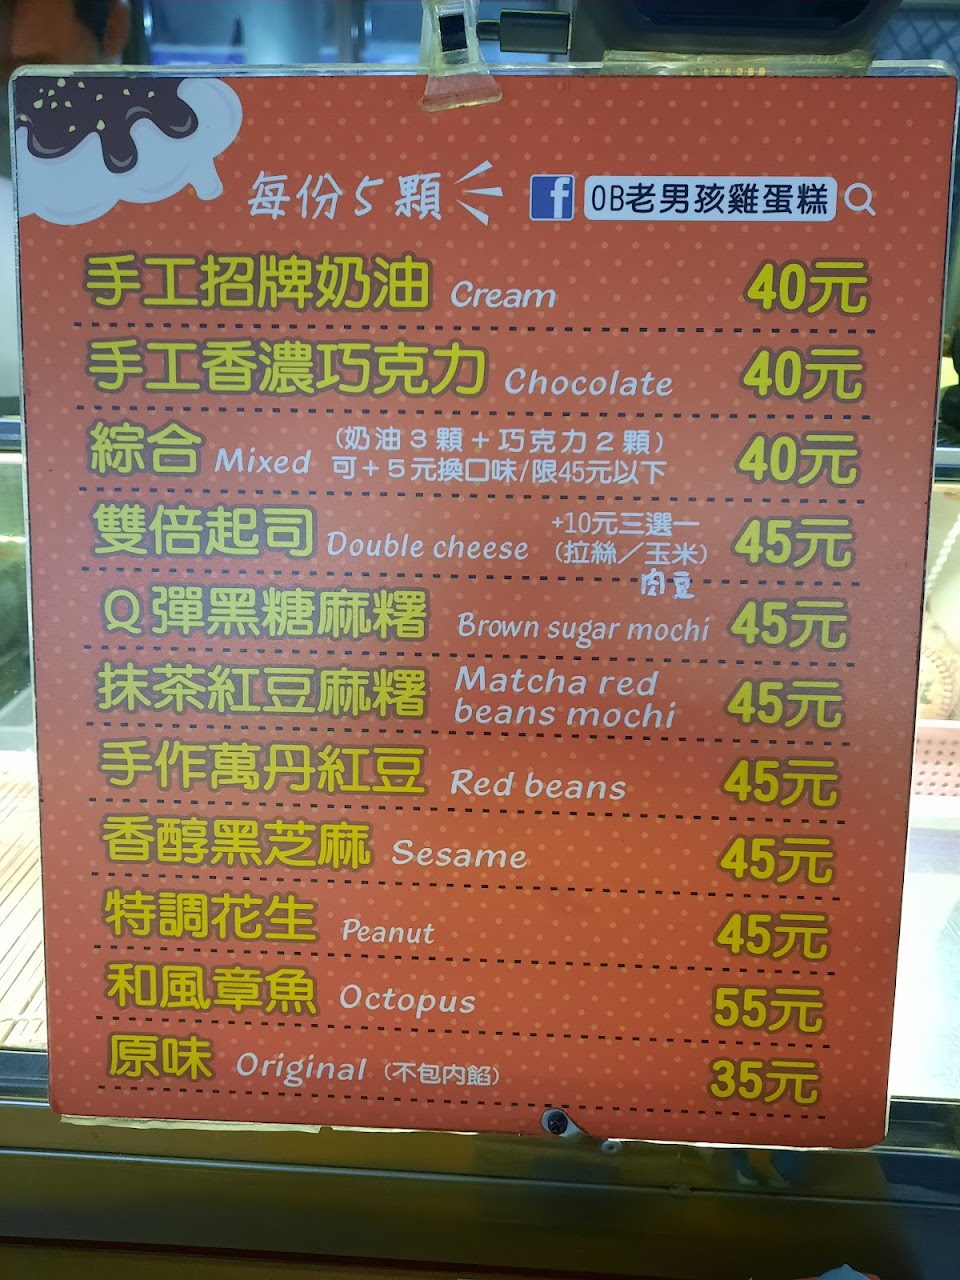 每份5顆
f OB老男孩雞蛋糕
手工招牌奶油 Cream 40元
手工香濃巧克力 Chocolate 40元
綜合 Mixed (奶油3顆+巧克力2顆) 40元
可+5元換口味/限45元以下
雙倍起司 Double cheese +10元三選一 45元
(拉絲/玉米)
肉豆
Q彈黑糖麻糬 Brown sugar mochi 45元
抹茶紅豆麻糬 Matcha red 45元
beans mochi
手作萬丹紅豆 Red beans 45元
香醇黑芝麻 Sesame 45元
特調花生 Peanut 45元
和風章魚 Octopus 55元
原味 Original (不包內餡) 35元